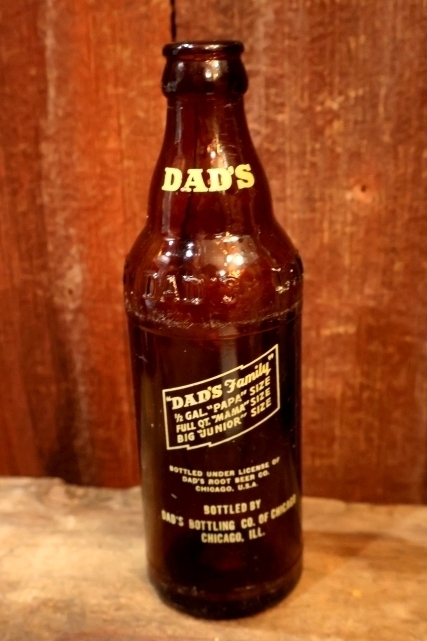 DAD'S
"DAD'S Family"
½ GAL. "PAPA" SIZE
FULL QT. "MAMA" SIZE
BIG "JUNIOR" SIZE
BOTTLED UNDER LICENSE OF
DAD'S ROOT BEER CO.
CHICAGO, U.S.A.
BOTTLED BY
DAD'S BOTTLING CO. OF CHICAGO
CHICAGO, ILL.